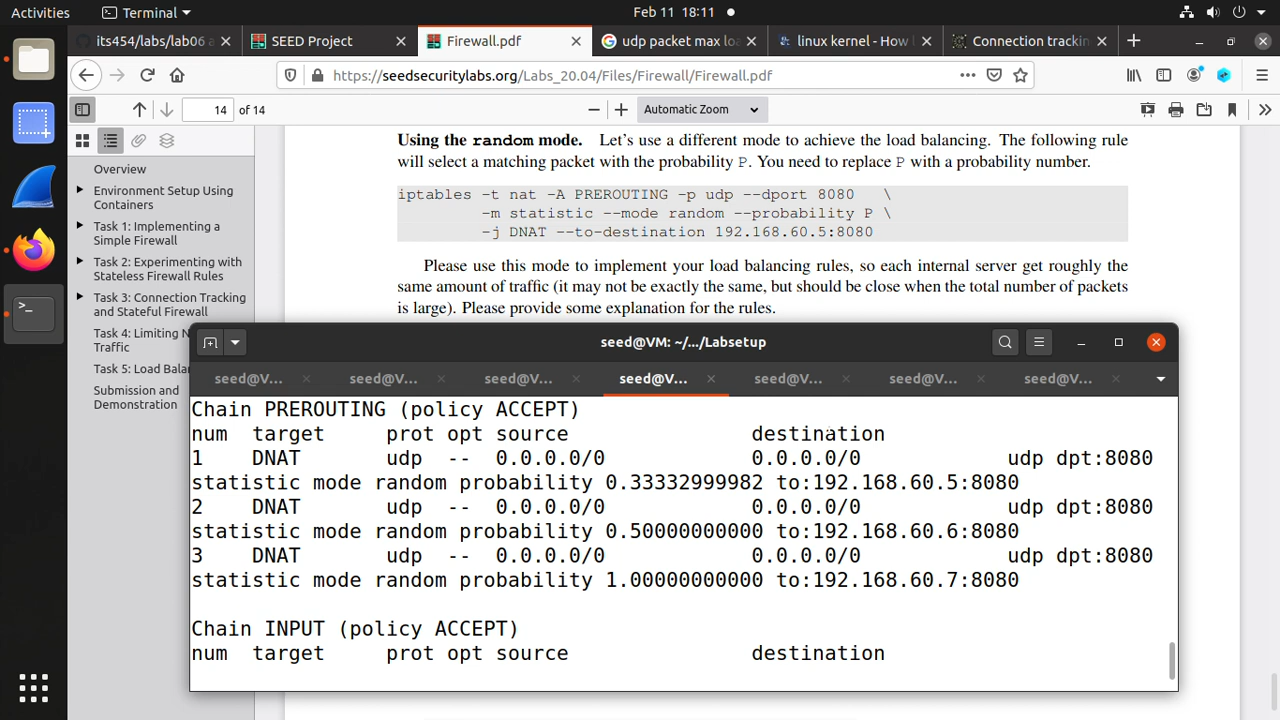 Activities
Terminal
Feb 11 18:11
its454/labs/lab06 a
SEED Project
Firewall.pdf
udp packet max lo
linux kernel - How
Connection trackin
https://seedsecuritylabs.org/Labs_20.04/Files/Firewall/Firewall.pdf
14 of 14
Automatic Zoom
Overview
Environment Setup Using
Containers
Task 1: Implementing a
Simple Firewall
Task 2: Experimenting with
Stateless Firewall Rules
Task 3: Connection Tracking
and Stateful Firewall
Task 4: Limiting N
Traffic
Task 5: Load Bala
Submission and
Demonstration
Using the random mode. Let's use a different mode to achieve the load balancing. The following rule
will select a matching packet with the probability P. You need to replace P with a probability number.
iptables -t nat -A PREROUTING -p udp --dport 8080 \
-m statistic --mode random --probability P \
-j DNAT --to-destination 192.168.60.5:8080
Please use this mode to implement your load balancing rules, so each internal server get roughly the
same amount of traffic (it may not be exactly the same, but should be close when the total number of packets
is large). Please provide some explanation for the rules.
seed@VM: ~/.../Labsetup
seed@V...
seed@V...
seed@V...
seed@V...
seed@V...
seed@V...
seed@V...
Chain PREROUTING (policy ACCEPT)
num target prot opt source destination
1 DNAT udp -- 0.0.0.0/0 0.0.0.0/0 udp dpt:8080
statistic mode random probability 0.33332999982 to:192.168.60.5:8080
2 DNAT udp -- 0.0.0.0/0 0.0.0.0/0 udp dpt:8080
statistic mode random probability 0.50000000000 to:192.168.60.6:8080
3 DNAT udp -- 0.0.0.0/0 0.0.0.0/0 udp dpt:8080
statistic mode random probability 1.00000000000 to:192.168.60.7:8080
Chain INPUT (policy ACCEPT)
num target prot opt source destination